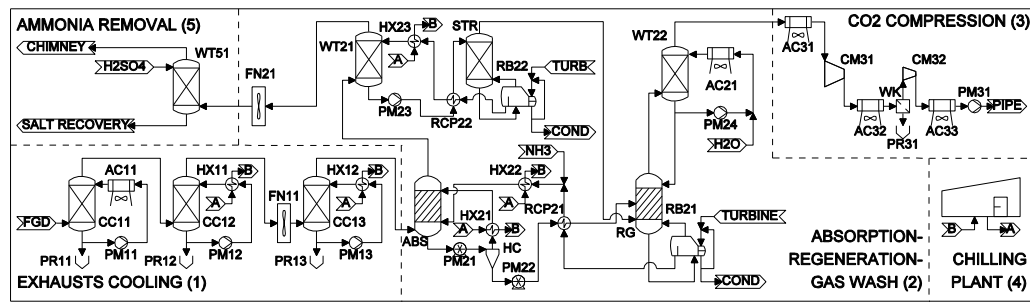 AMMONIA REMOVAL (5)
CHIMNEY
WT51
H2SO4
SALT RECOVERY
FN21
HX23
B
A
WT21
PM23
STR
RCP22
RB22
TURB
COND
WT22
AC21
PM24
H2O
CO2 COMPRESSION (3)
AC31
CM31
AC32
WK
CM32
PR31
AC33
PM31
PIPE
AC11
FGD
CC11
PM11
PR11
HX11
B
A
CC12
PM12
PR12
FN11
HX12
B
A
CC13
PM13
PR13
EXHAUSTS COOLING (1)
NH3
HX22
B
A
RCP21
ABS
HX21
A
B
PM21
HC
PM22
RG
RB21
TURBINE
COND
ABSORPTION-
REGENERATION-
GAS WASH (2)
B
A
CHILLING
PLANT (4)